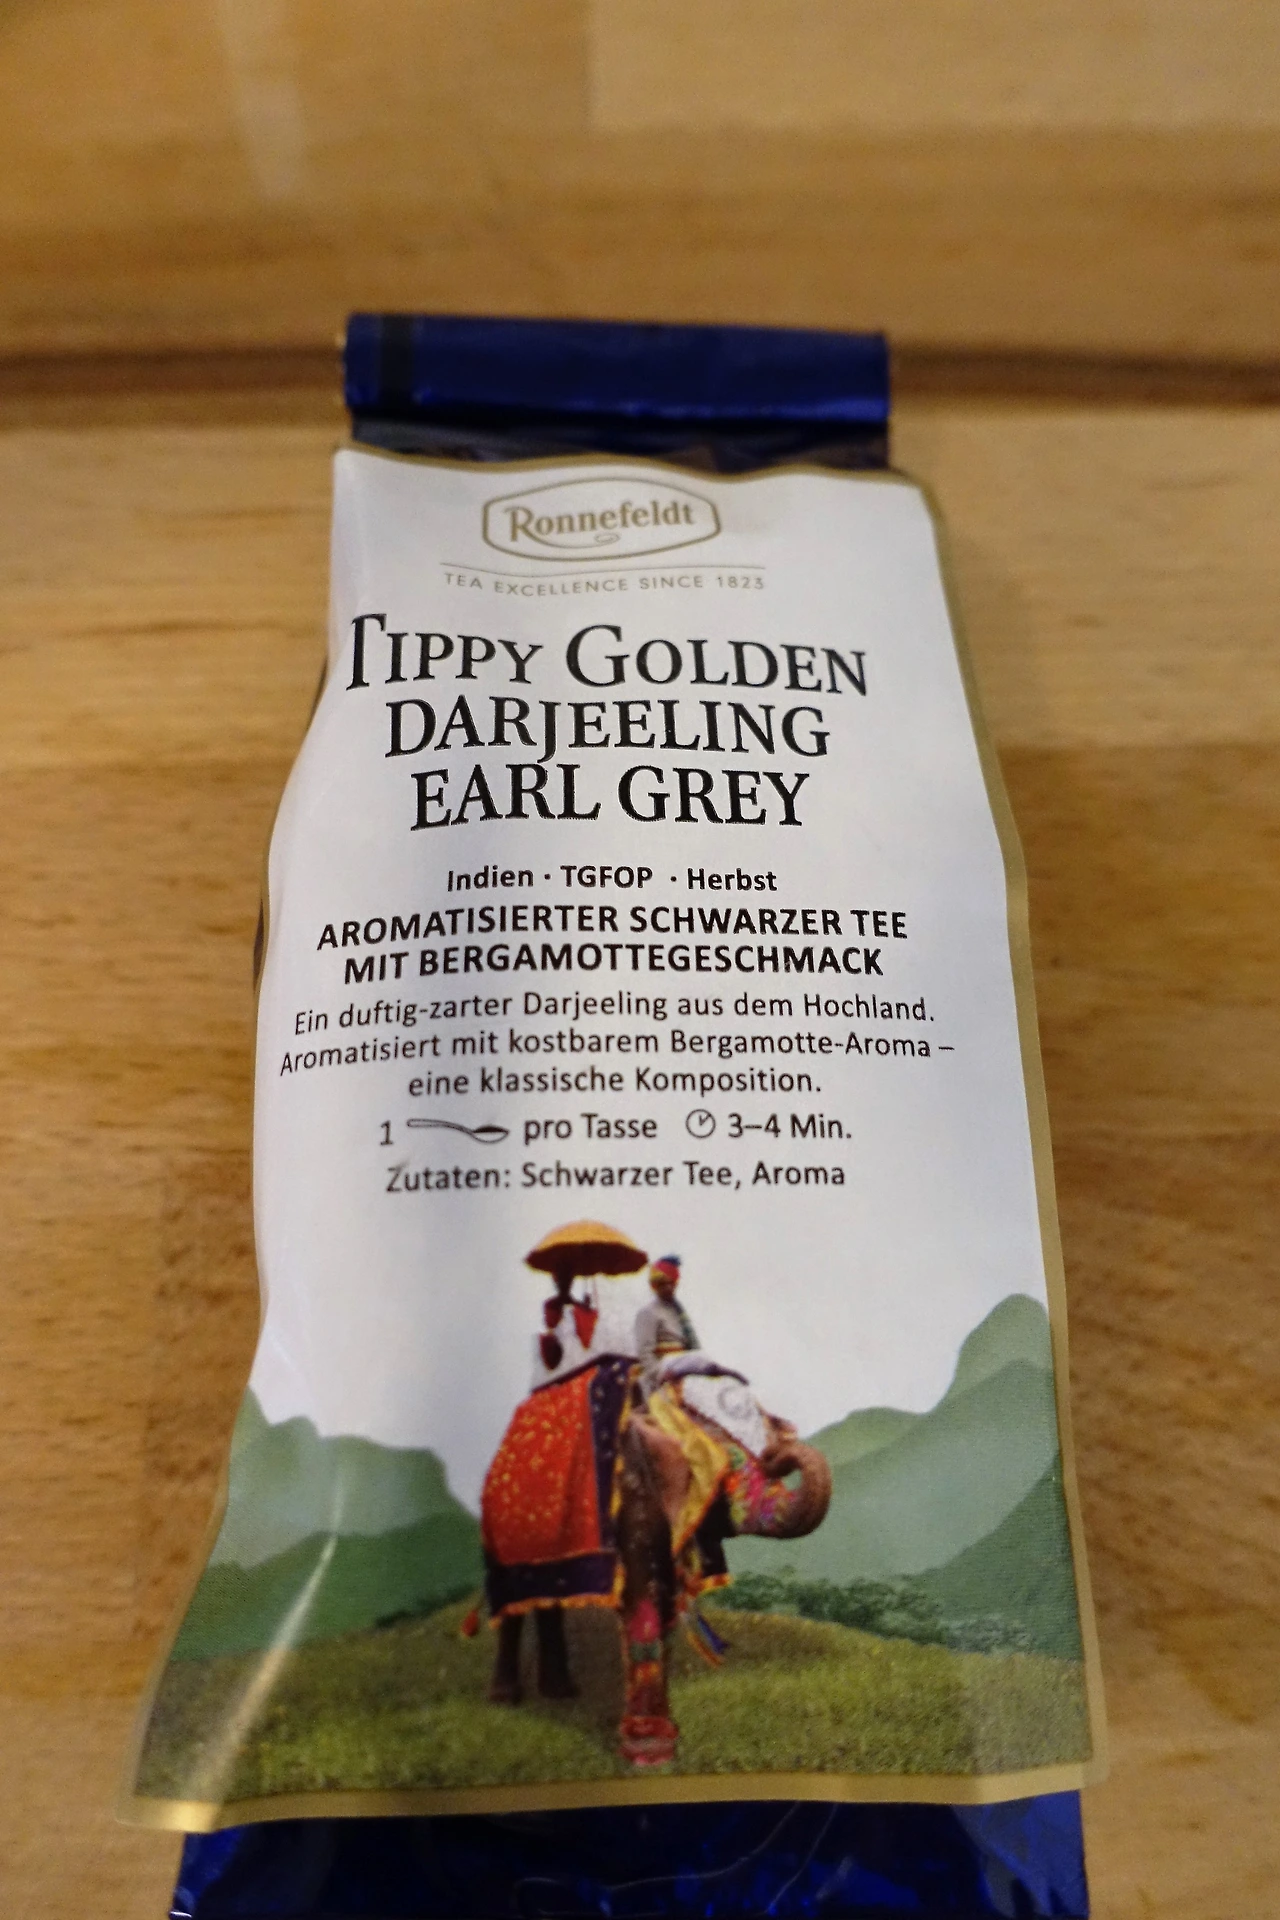 Ronnefeldt
TEA EXCELLENCE SINCE 1823
TIPPY GOLDEN
DARJEELING
EARL GREY
Indien · TGFOP · Herbst
AROMATISIERTER SCHWARZER TEE
MIT BERGAMOTTEGESCHMACK
Ein duftig-zarter Darjeeling aus dem Hochland.
Aromatisiert mit kostbarem Bergamotte-Aroma –
eine klassische Komposition.
1 pro Tasse 3–4 Min.
Zutaten: Schwarzer Tee, Aroma